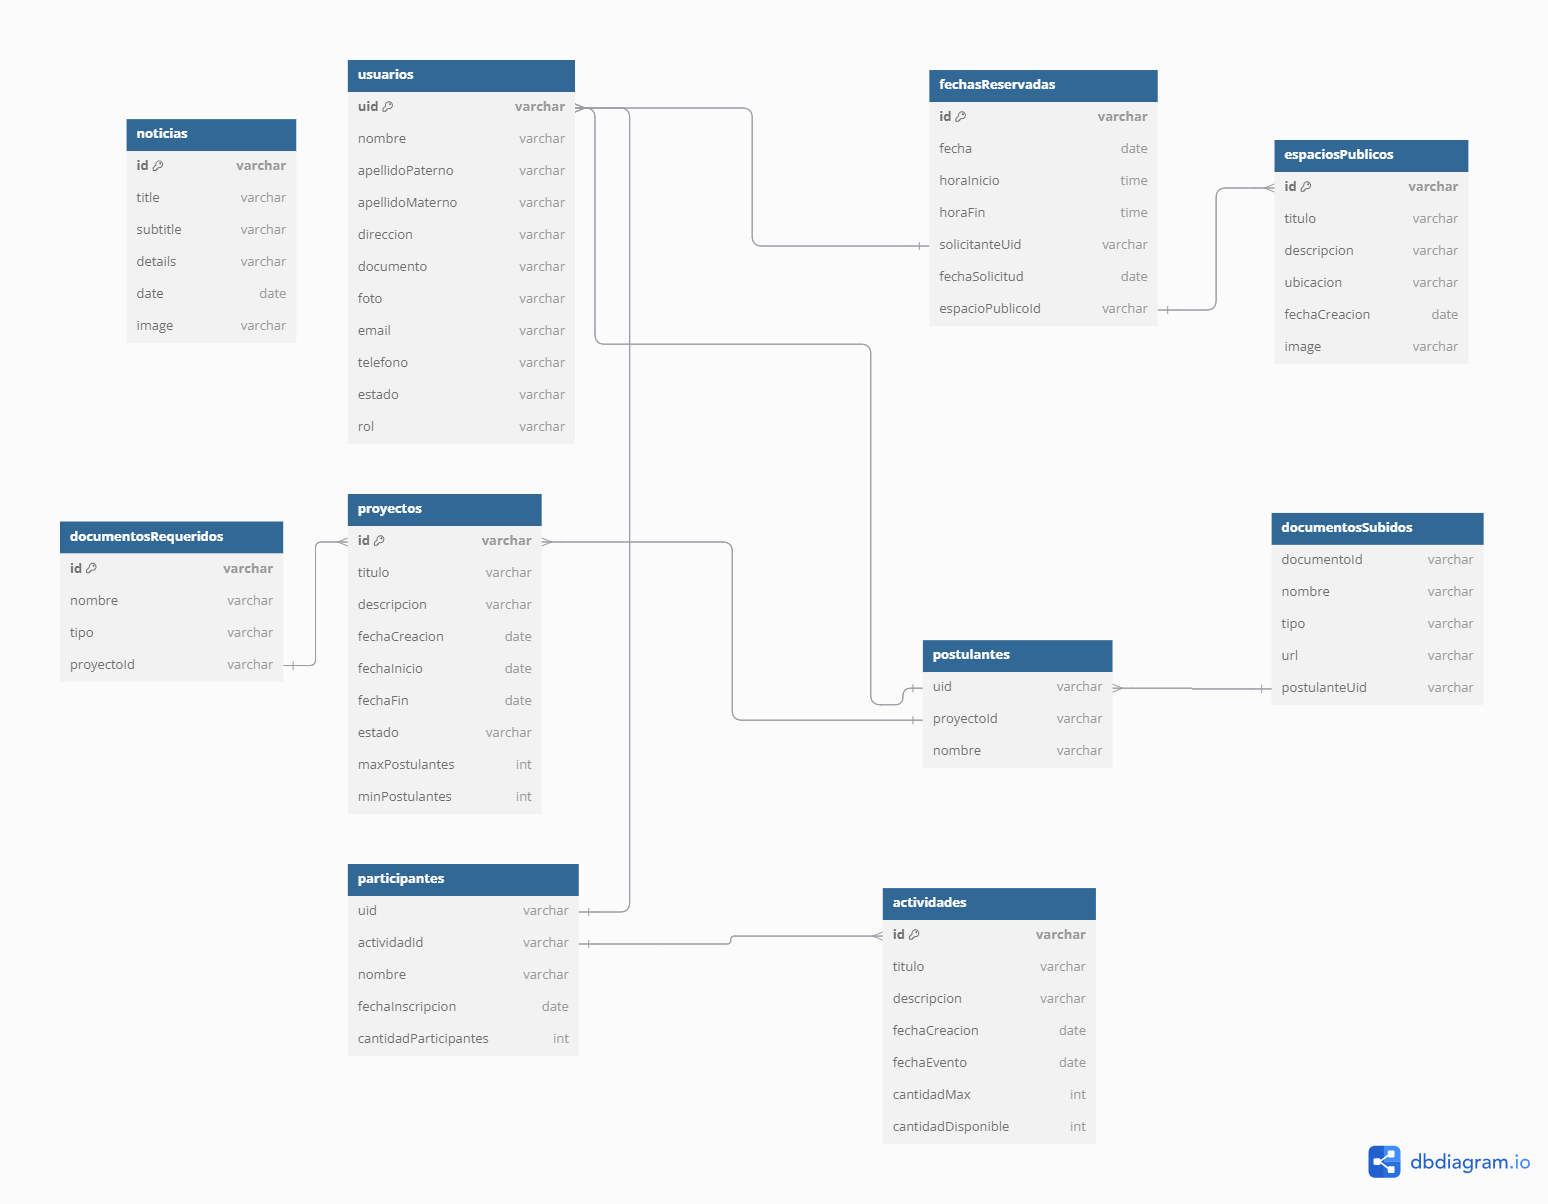 usuarios
uid varchar
nombre varchar
apellidoPaterno varchar
apellidoMaterno varchar
direccion varchar
documento varchar
foto varchar
email varchar
telefono varchar
estado varchar
rol varchar
noticias
id varchar
title varchar
subtitle varchar
details varchar
date date
image varchar
fechasReservadas
id varchar
fecha date
horaInicio time
horaFin time
solicitanteUid varchar
fechaSolicitud date
espacioPublicoId varchar
espaciosPublicos
id varchar
titulo varchar
descripcion varchar
ubicacion varchar
fechaCreacion date
image varchar
documentosRequeridos
id varchar
nombre varchar
tipo varchar
proyectoId varchar
proyectos
id varchar
titulo varchar
descripcion varchar
fechaCreacion date
fechaInicio date
fechaFin date
estado varchar
maxPostulantes int
minPostulantes int
documentosSubidos
documentoId varchar
nombre varchar
tipo varchar
url varchar
postulanteUid varchar
postulantes
uid varchar
proyectoId varchar
nombre varchar
participantes
uid varchar
actividadId varchar
nombre varchar
fechaInscripcion date
cantidadParticipantes int
actividades
id varchar
titulo varchar
descripcion varchar
fechaCreacion date
fechaEvento date
cantidadMax int
cantidadDisponible int
dbdiagram.io